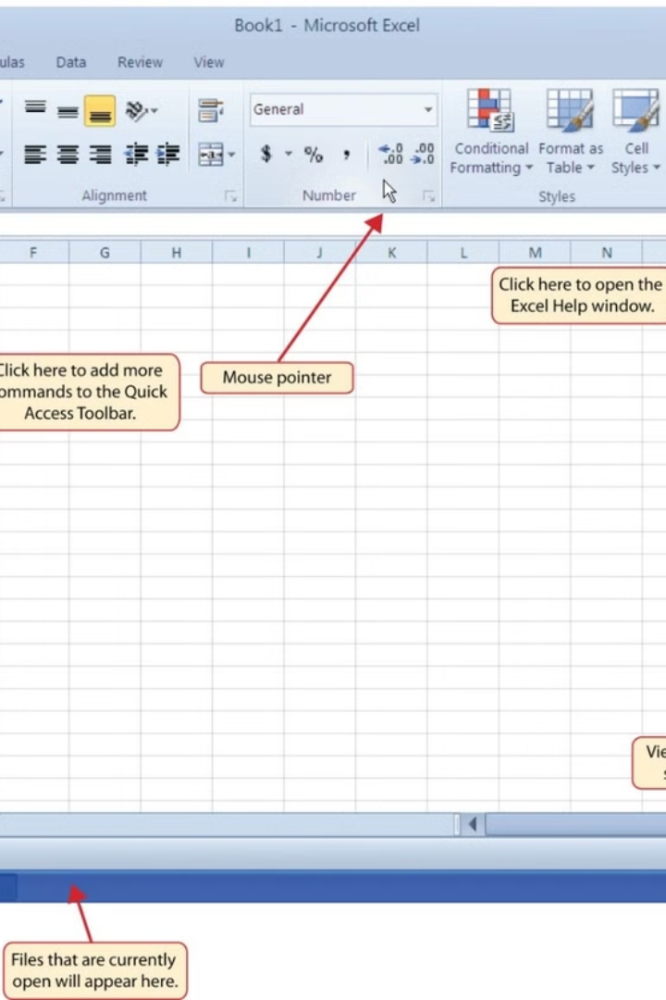 Book1 - Microsoft Excel
ulas Data Review View
General
$ % , .0 .00 .00 .0
Conditional Formatting Format as Table Cell Styles
Alignment Number Styles
F G H I J K L M N
Click here to open the
Excel Help window.
Click here to add more
ommands to the Quick
Access Toolbar.
Mouse pointer
Vie
s
Files that are currently
open will appear here.